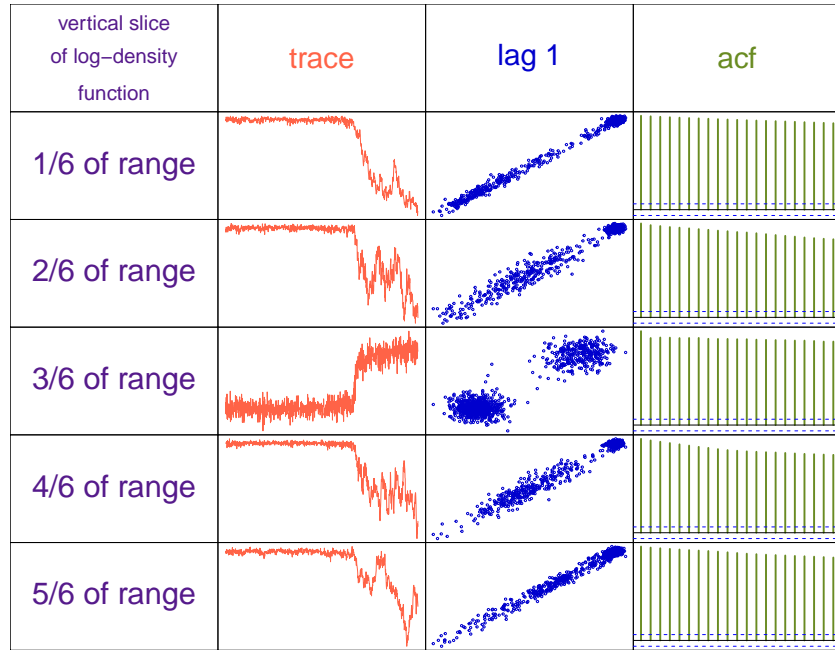 vertical slice
of log−density
function
trace
lag 1
acf
1/6 of range
2/6 of range
3/6 of range
4/6 of range
5/6 of range